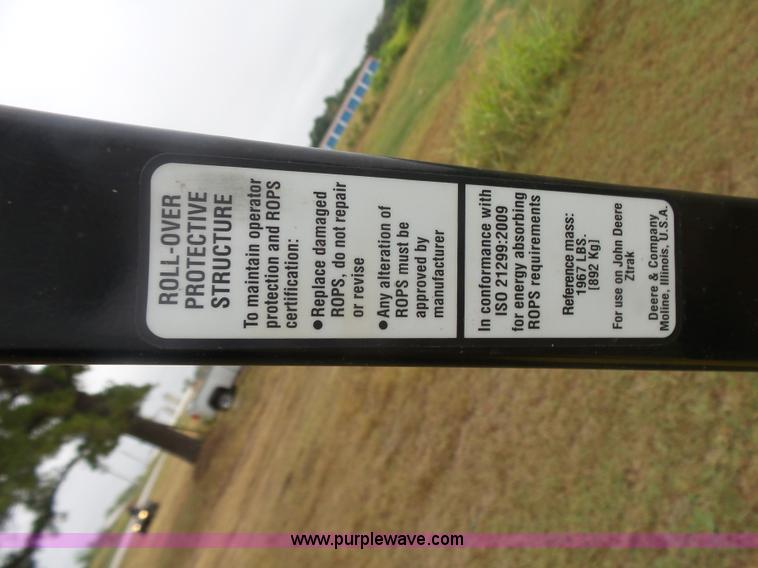 ROLL-OVER
PROTECTIVE
STRUCTURE
To maintain operator
protection and ROPS
certification:
● Replace damaged
ROPS, do not repair
or revise
● Any alteration of
ROPS must be
approved by
manufacturer
In conformance with
ISO 21299:2009
for energy absorbing
ROPS requirements
Reference mass:
1967 LBS.
[892 Kg]
For use on John Deere
Ztrak
Deere & Company
Moline, Illinois, U.S.A.
www.purplewave.com